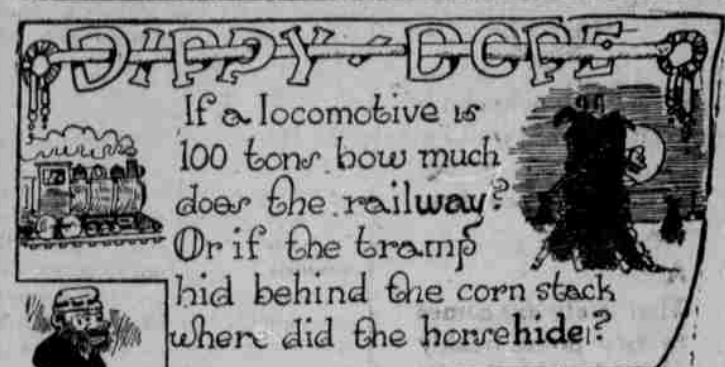 DIPPY-DOPE
If a locomotive is
100 tons how much
does the railway?
Or if the tramp
hid behind the corn stack
when did the horsehide?